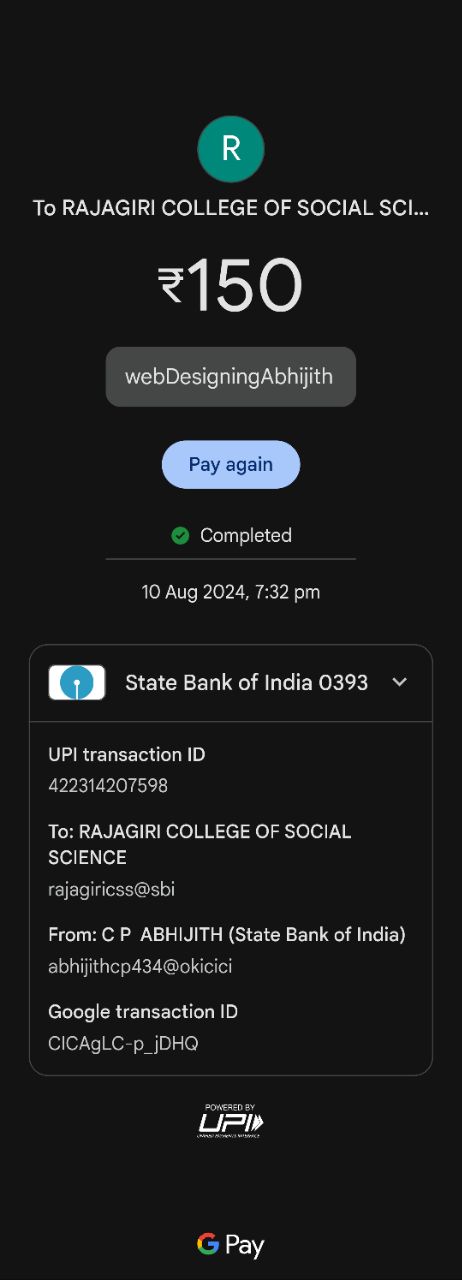 R
To RAJAGIRI COLLEGE OF SOCIAL SCI...
₹150
webDesigningAbhijith
Pay again
Completed
10 Aug 2024, 7:32 pm
State Bank of India 0393
UPI transaction ID
422314207598
To: RAJAGIRI COLLEGE OF SOCIAL
SCIENCE
rajagiricss@sbi
From: C P  ABHIJITH (State Bank of India)
abhijithcp434@okicici
Google transaction ID
CICAgLC-p_jDHQ
POWERED BY
UPI
UNIFIED PAYMENTS INTERFACE
G Pay